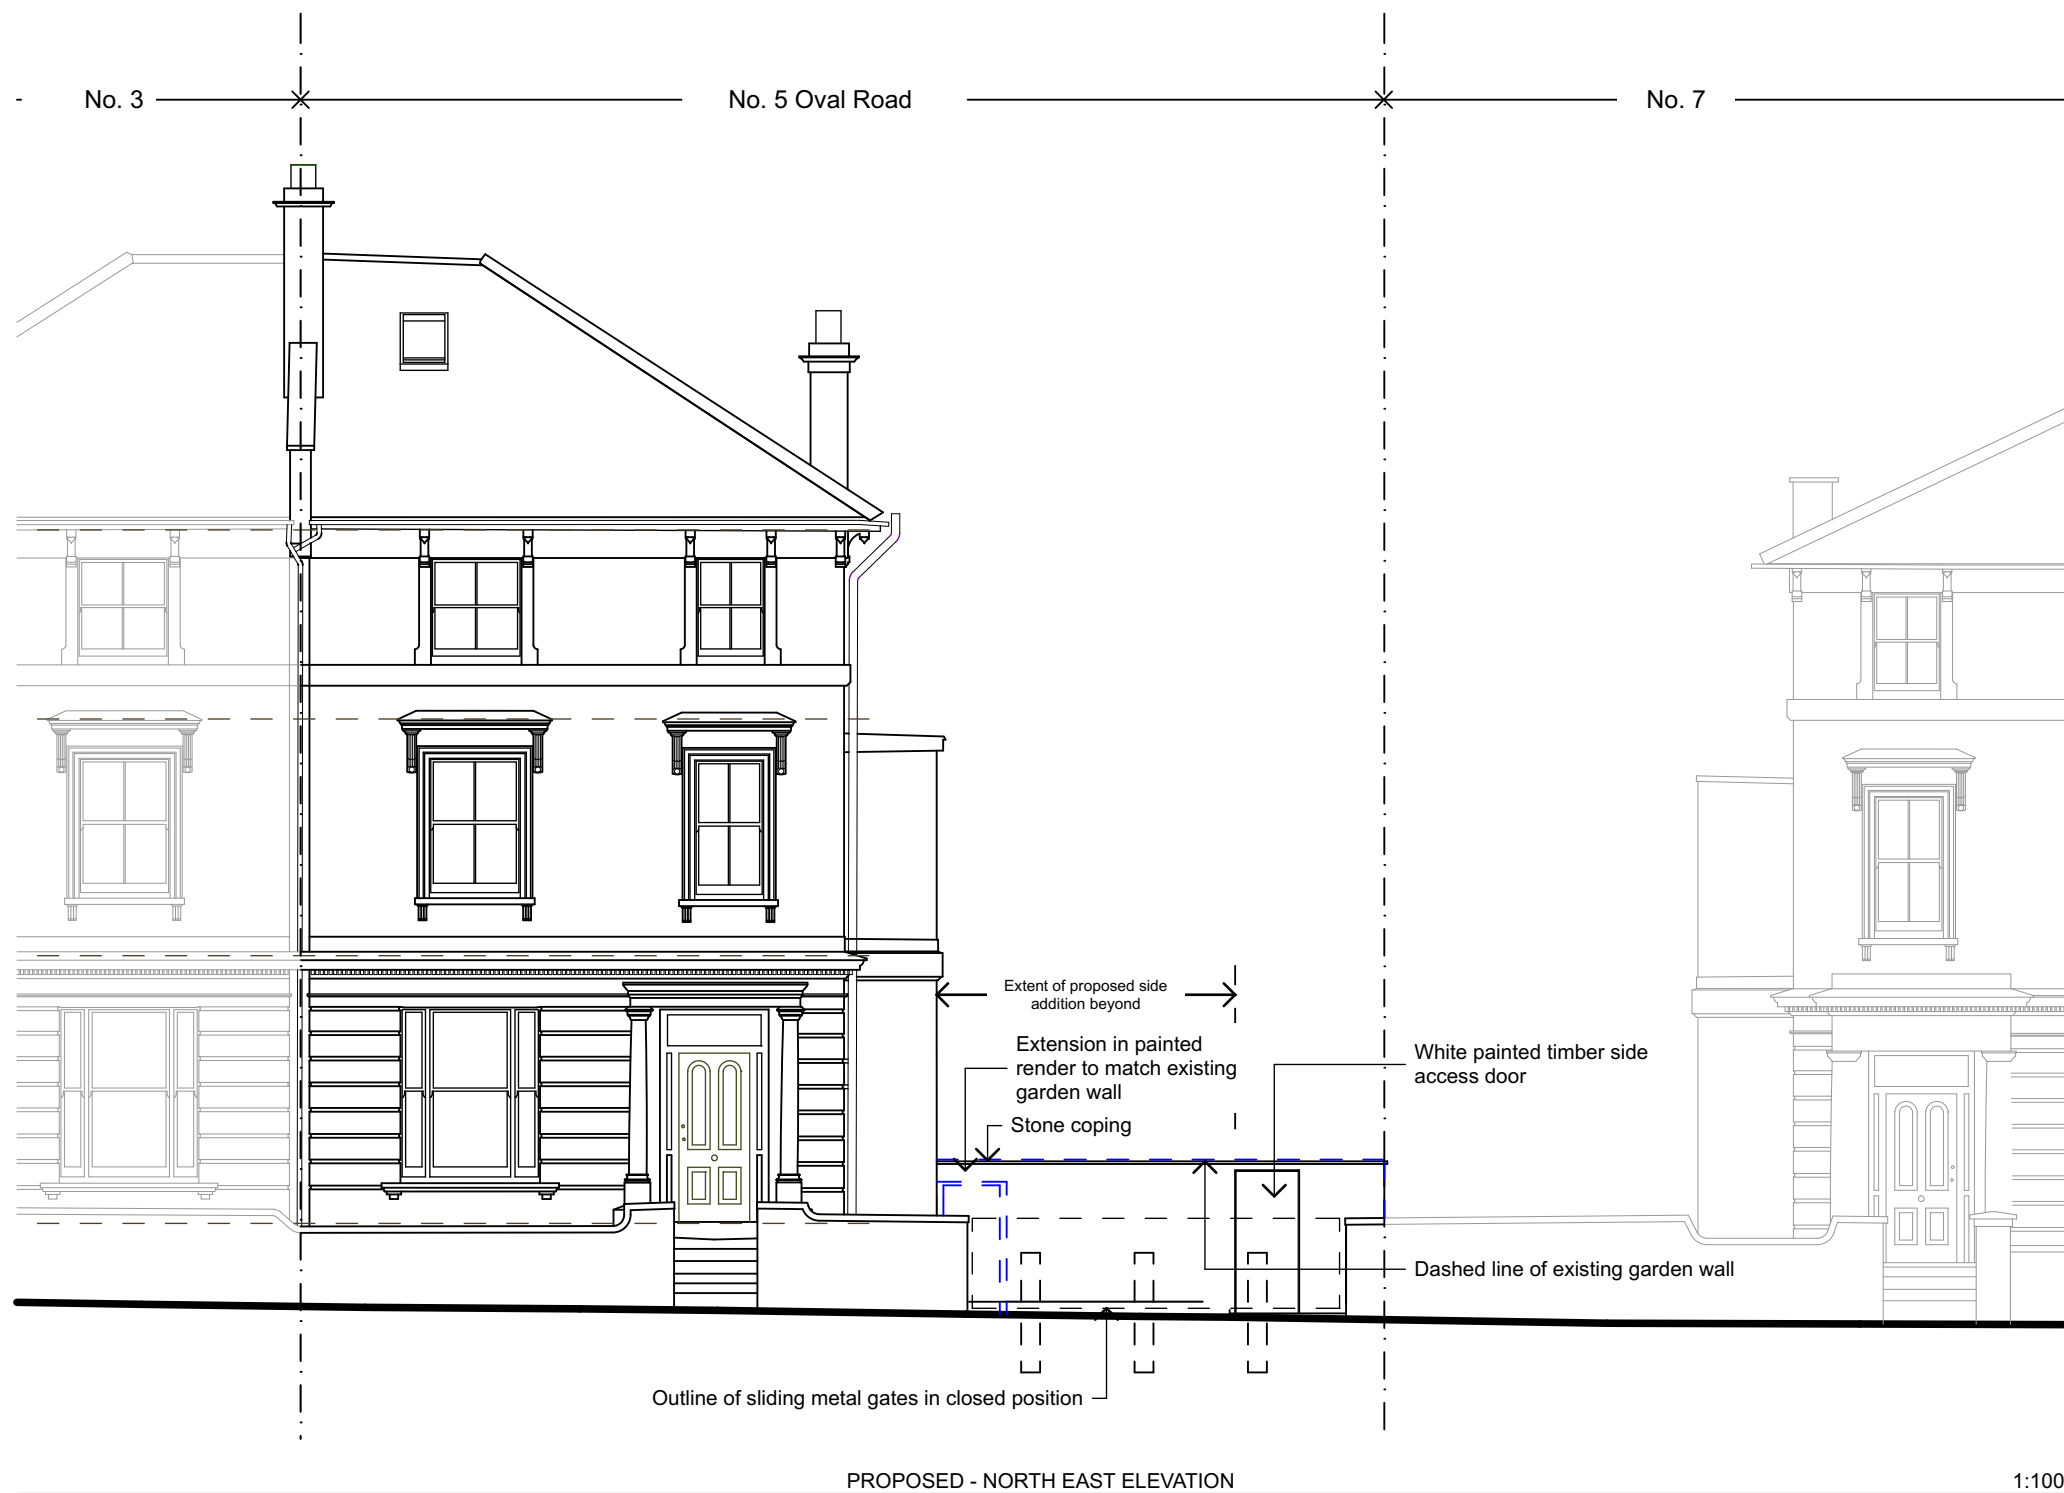 No. 3
No. 5 Oval Road
No. 7
Extent of proposed side
addition beyond
Extension in painted
render to match existing
garden wall
Stone coping
White painted timber side
access door
Dashed line of existing garden wall
Outline of sliding metal gates in closed position
PROPOSED - NORTH EAST ELEVATION
1:100